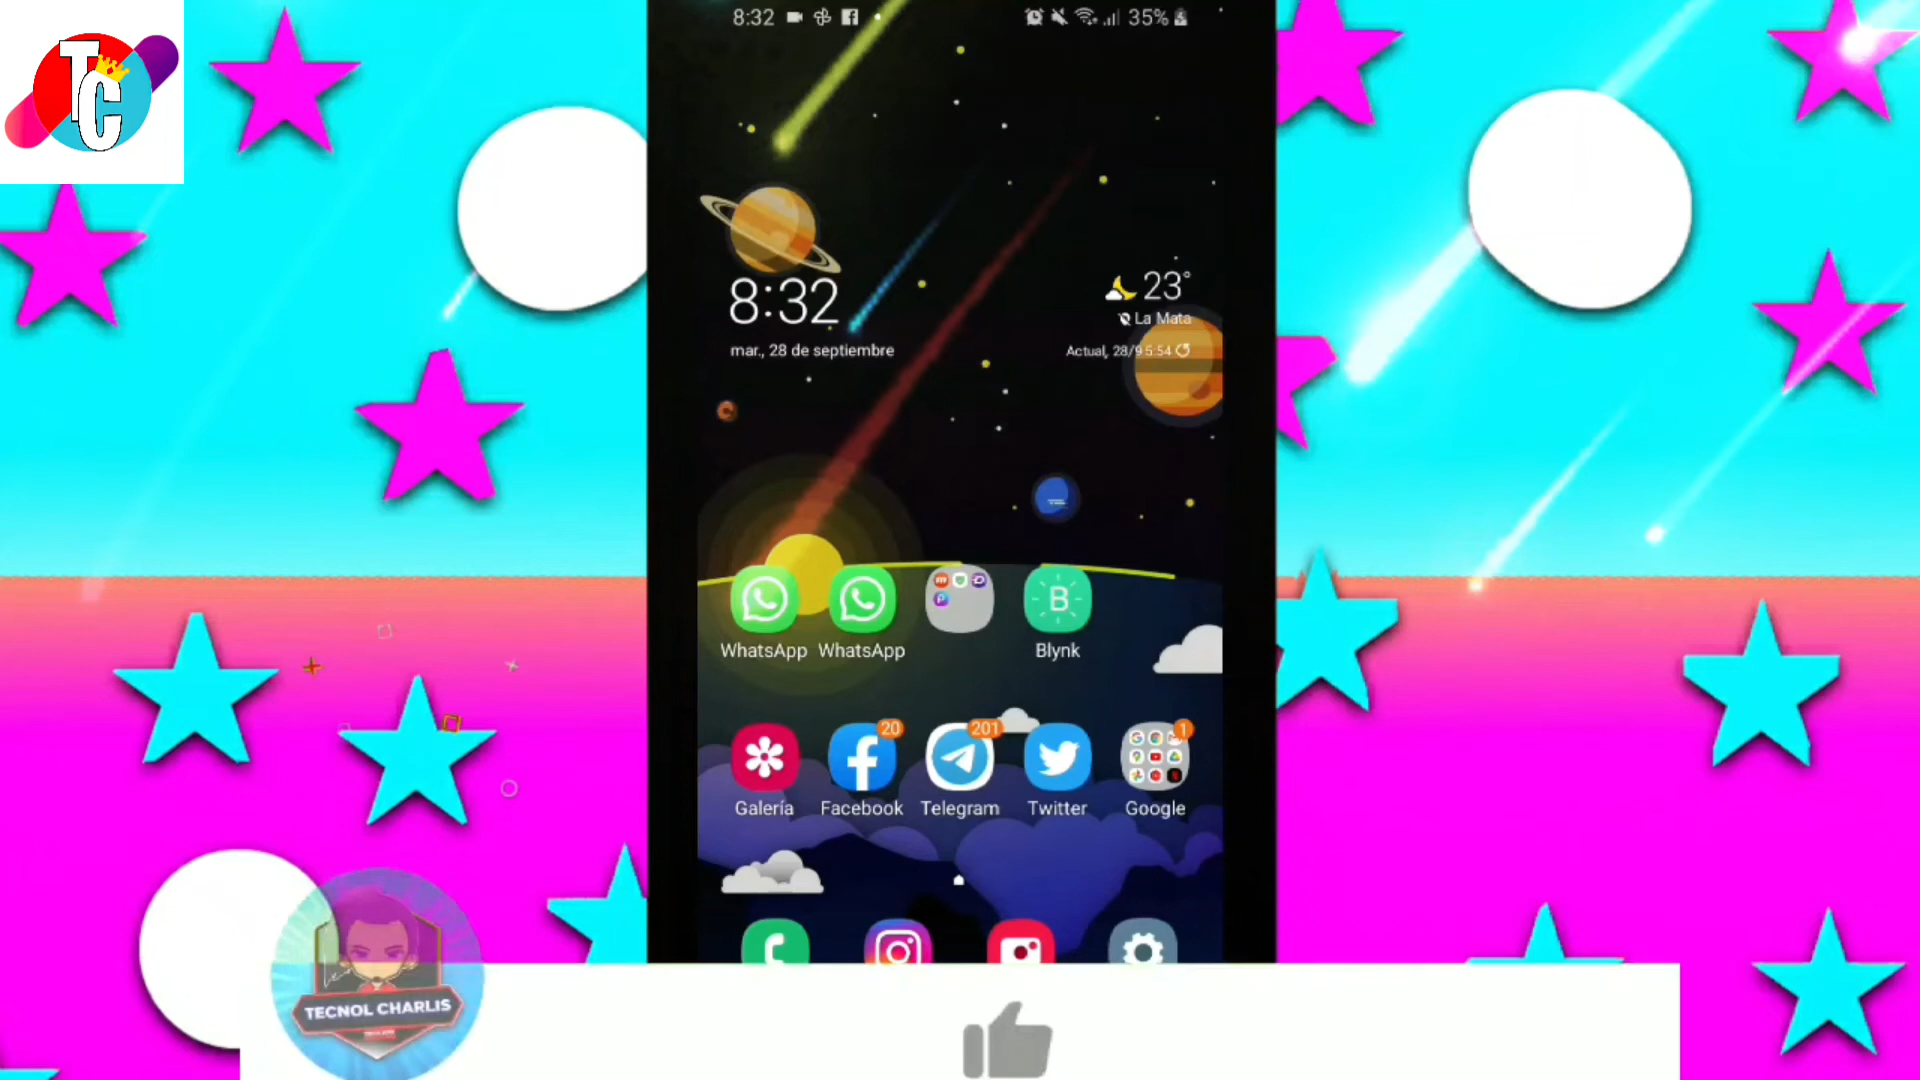 TC
8:32
35%
8:32
mar., 28 de septiembre
23°
La Mata
Actual, 28/9 5:54
B
WhatsApp WhatsApp Blynk
20 201 1
Galería Facebook Telegram Twitter Google
TECNOL CHARLIS